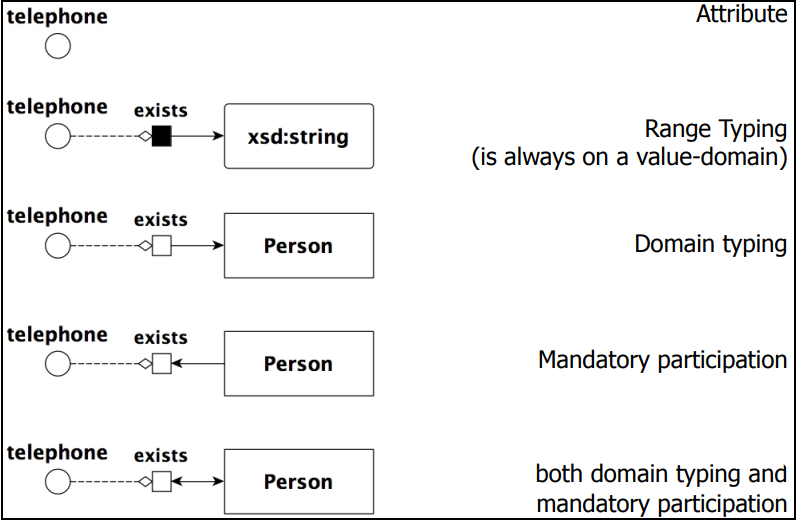 telephone
Attribute
telephone
exists
xsd:string
Range Typing
(is always on a value-domain)
telephone
exists
Person
Domain typing
telephone
exists
Person
Mandatory participation
telephone
exists
Person
both domain typing and
mandatory participation